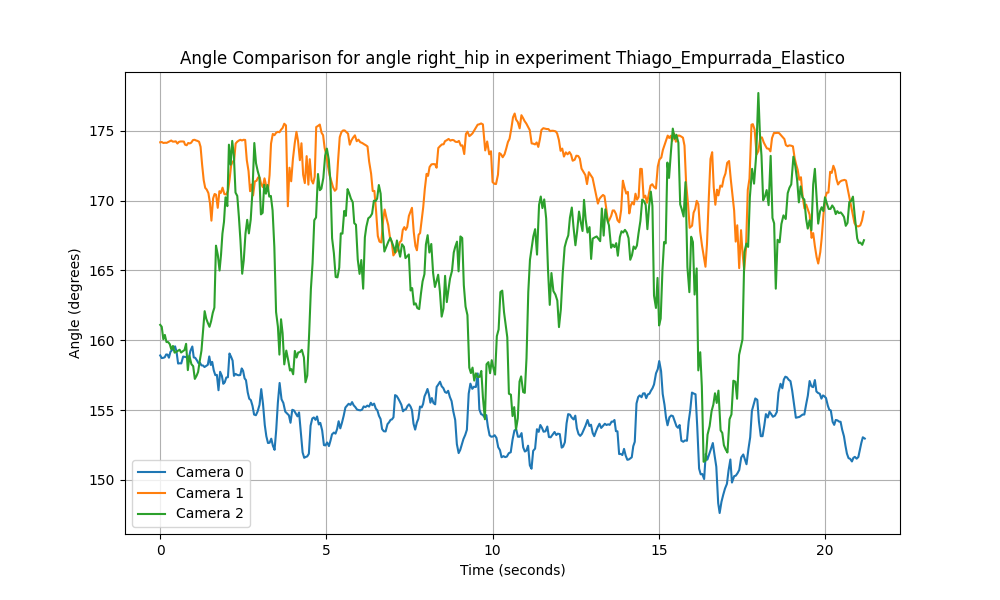 Angle Comparison for angle right_hip in experiment Thiago_Empurrada_Elastico
Angle (degrees)
175
170
165
160
155
150
Camera 0
Camera 1
Camera 2
0 5 10 15 20
Time (seconds)